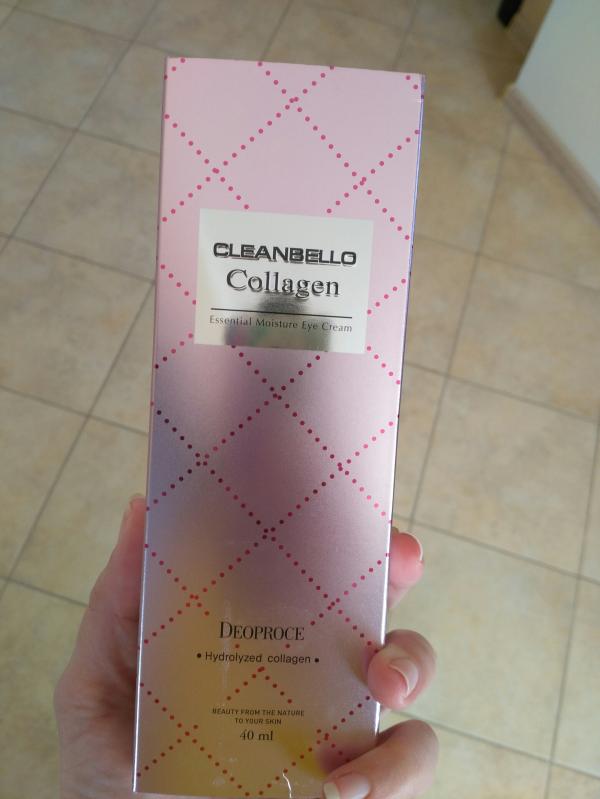 CLEANBELLO
Collagen
Essential Moisture Eye Cream
DEOPROCE
• Hydrolyzed collagen •
BEAUTY FROM THE NATURE
TO YOUR SKIN
40 ml